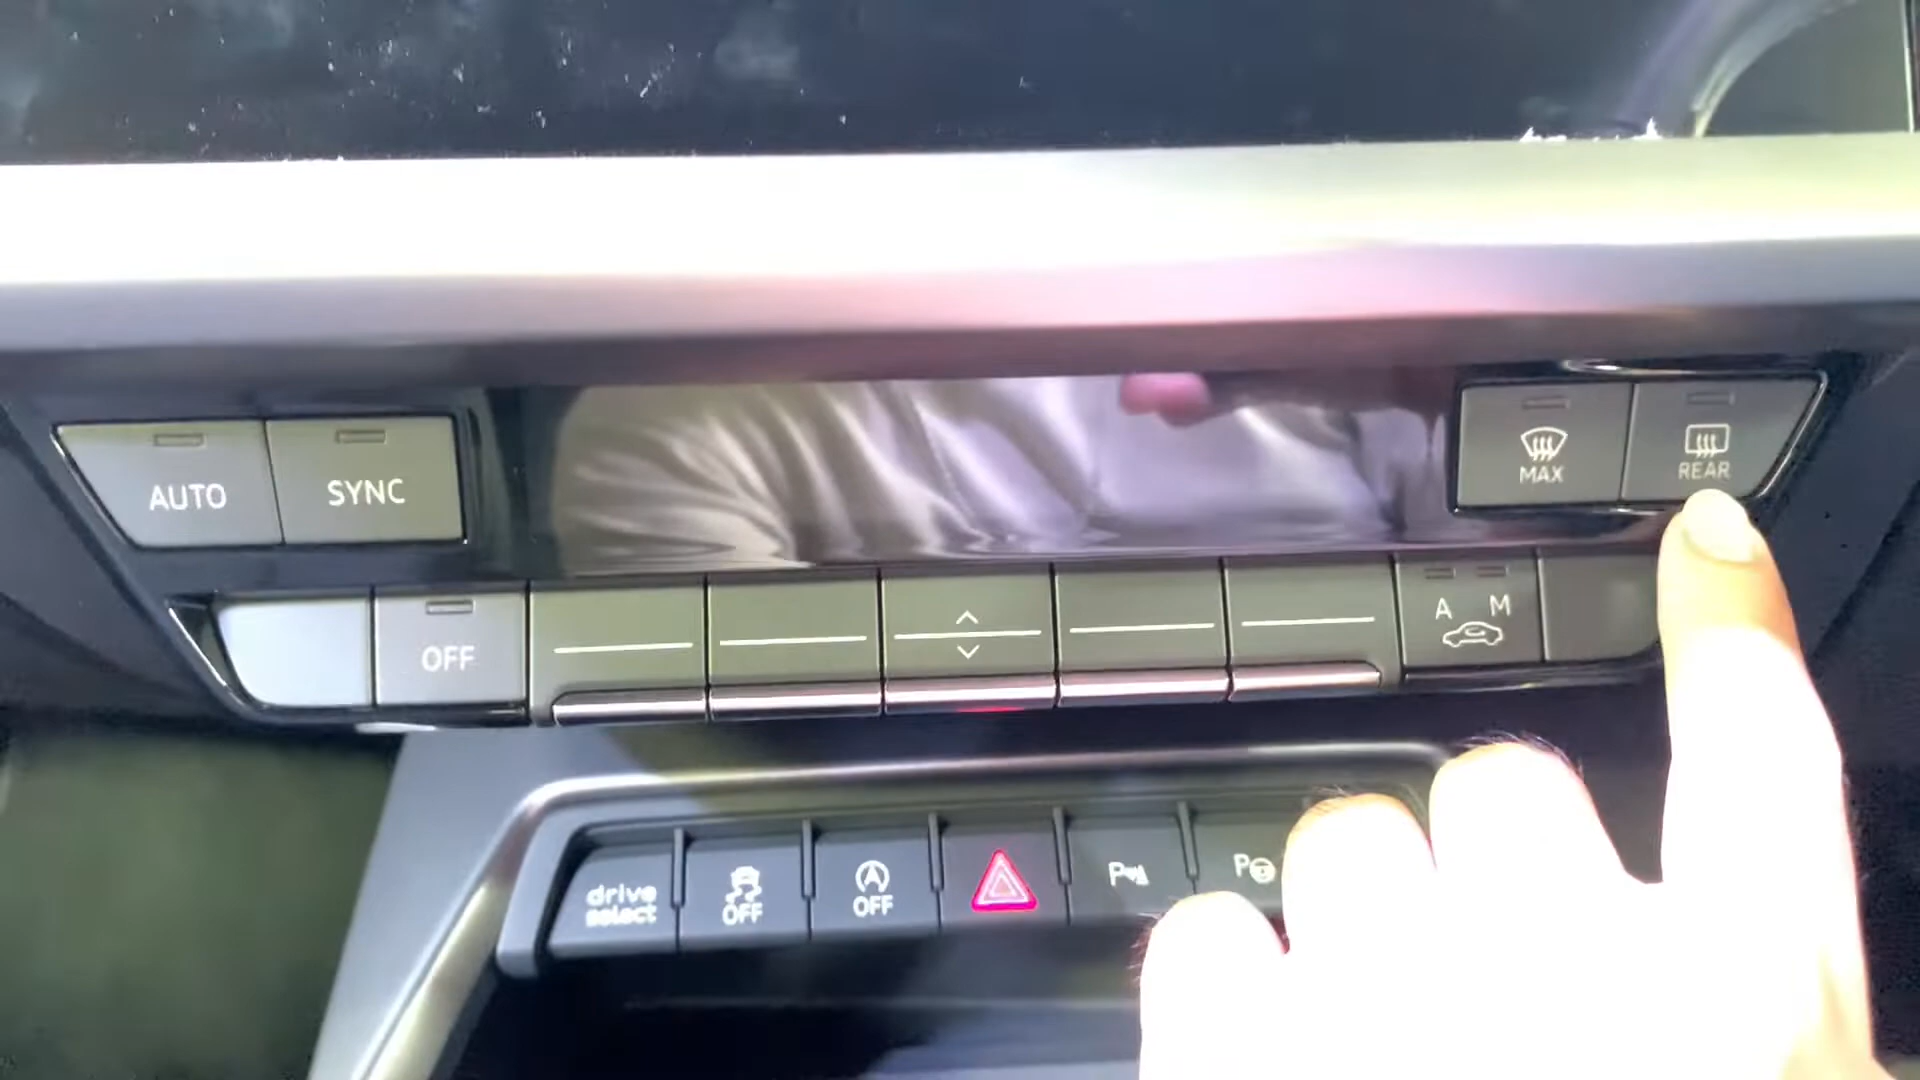 AUTO
SYNC
MAX
REAR
OFF
A M
drive
select
OFF
A
OFF
P
P